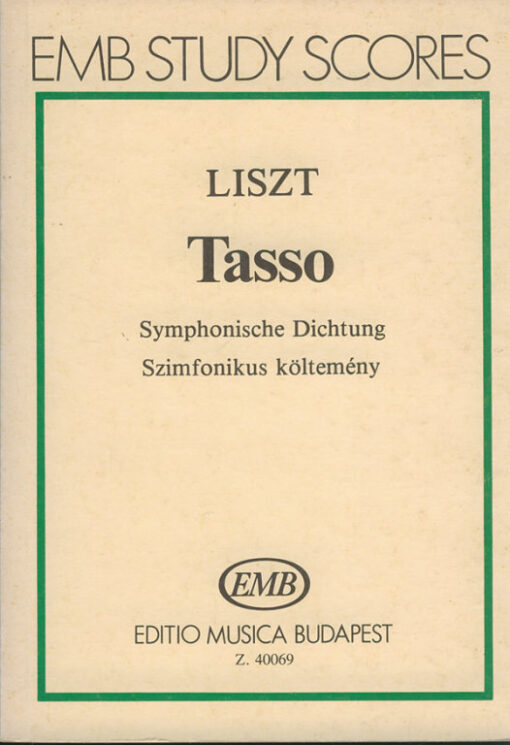 EMB STUDY SCORES
LISZT
Tasso
Symphonische Dichtung
Szimfonikus költemény
EMB
EDITIO MUSICA BUDAPEST
Z. 40069